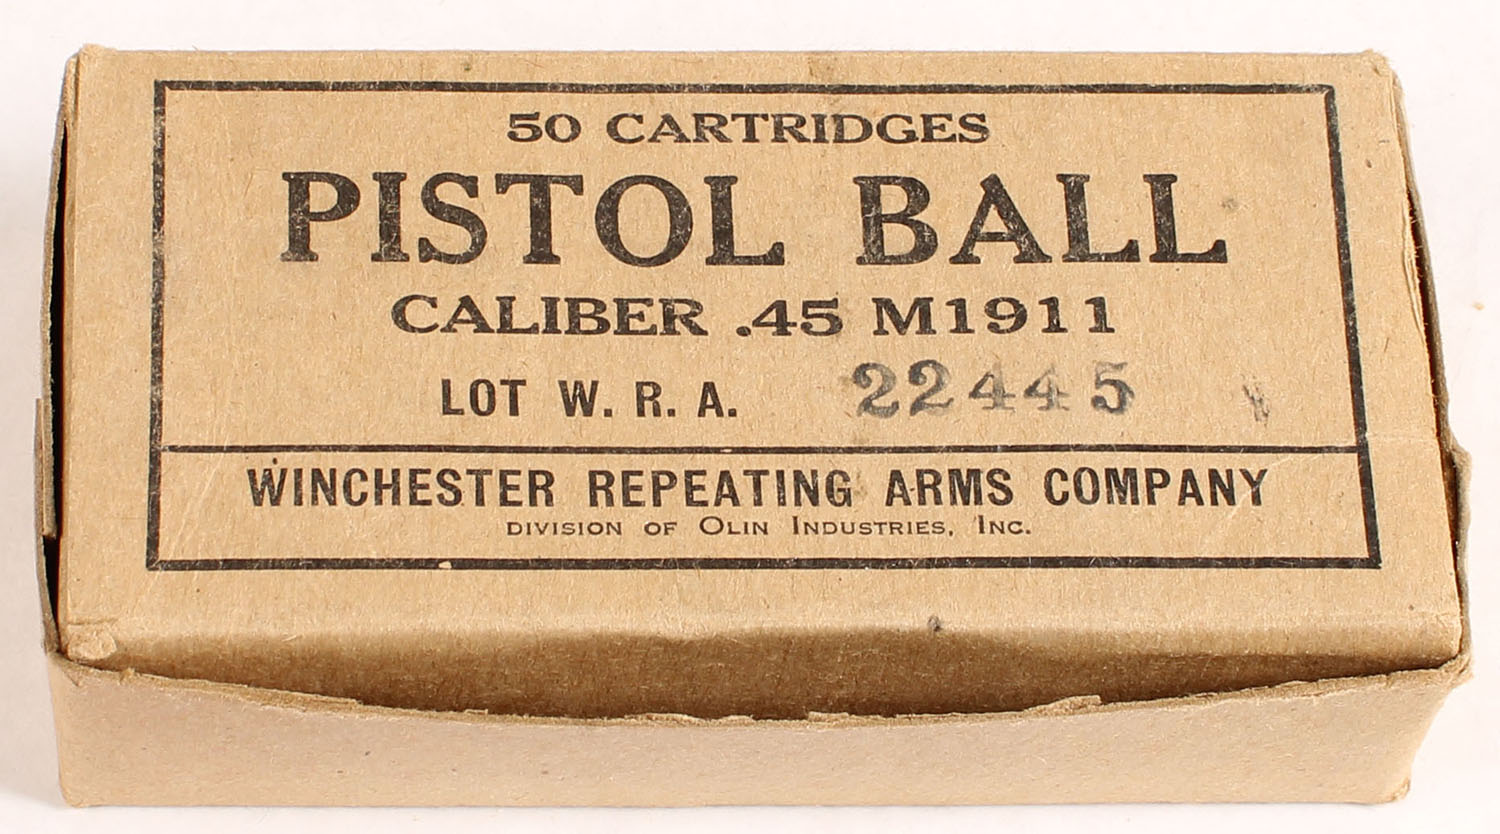 50 CARTRIDGES
PISTOL BALL
CALIBER .45 M1911
LOT W. R. A. 22445
WINCHESTER REPEATING ARMS COMPANY
DIVISION OF OLIN INDUSTRIES, INC.